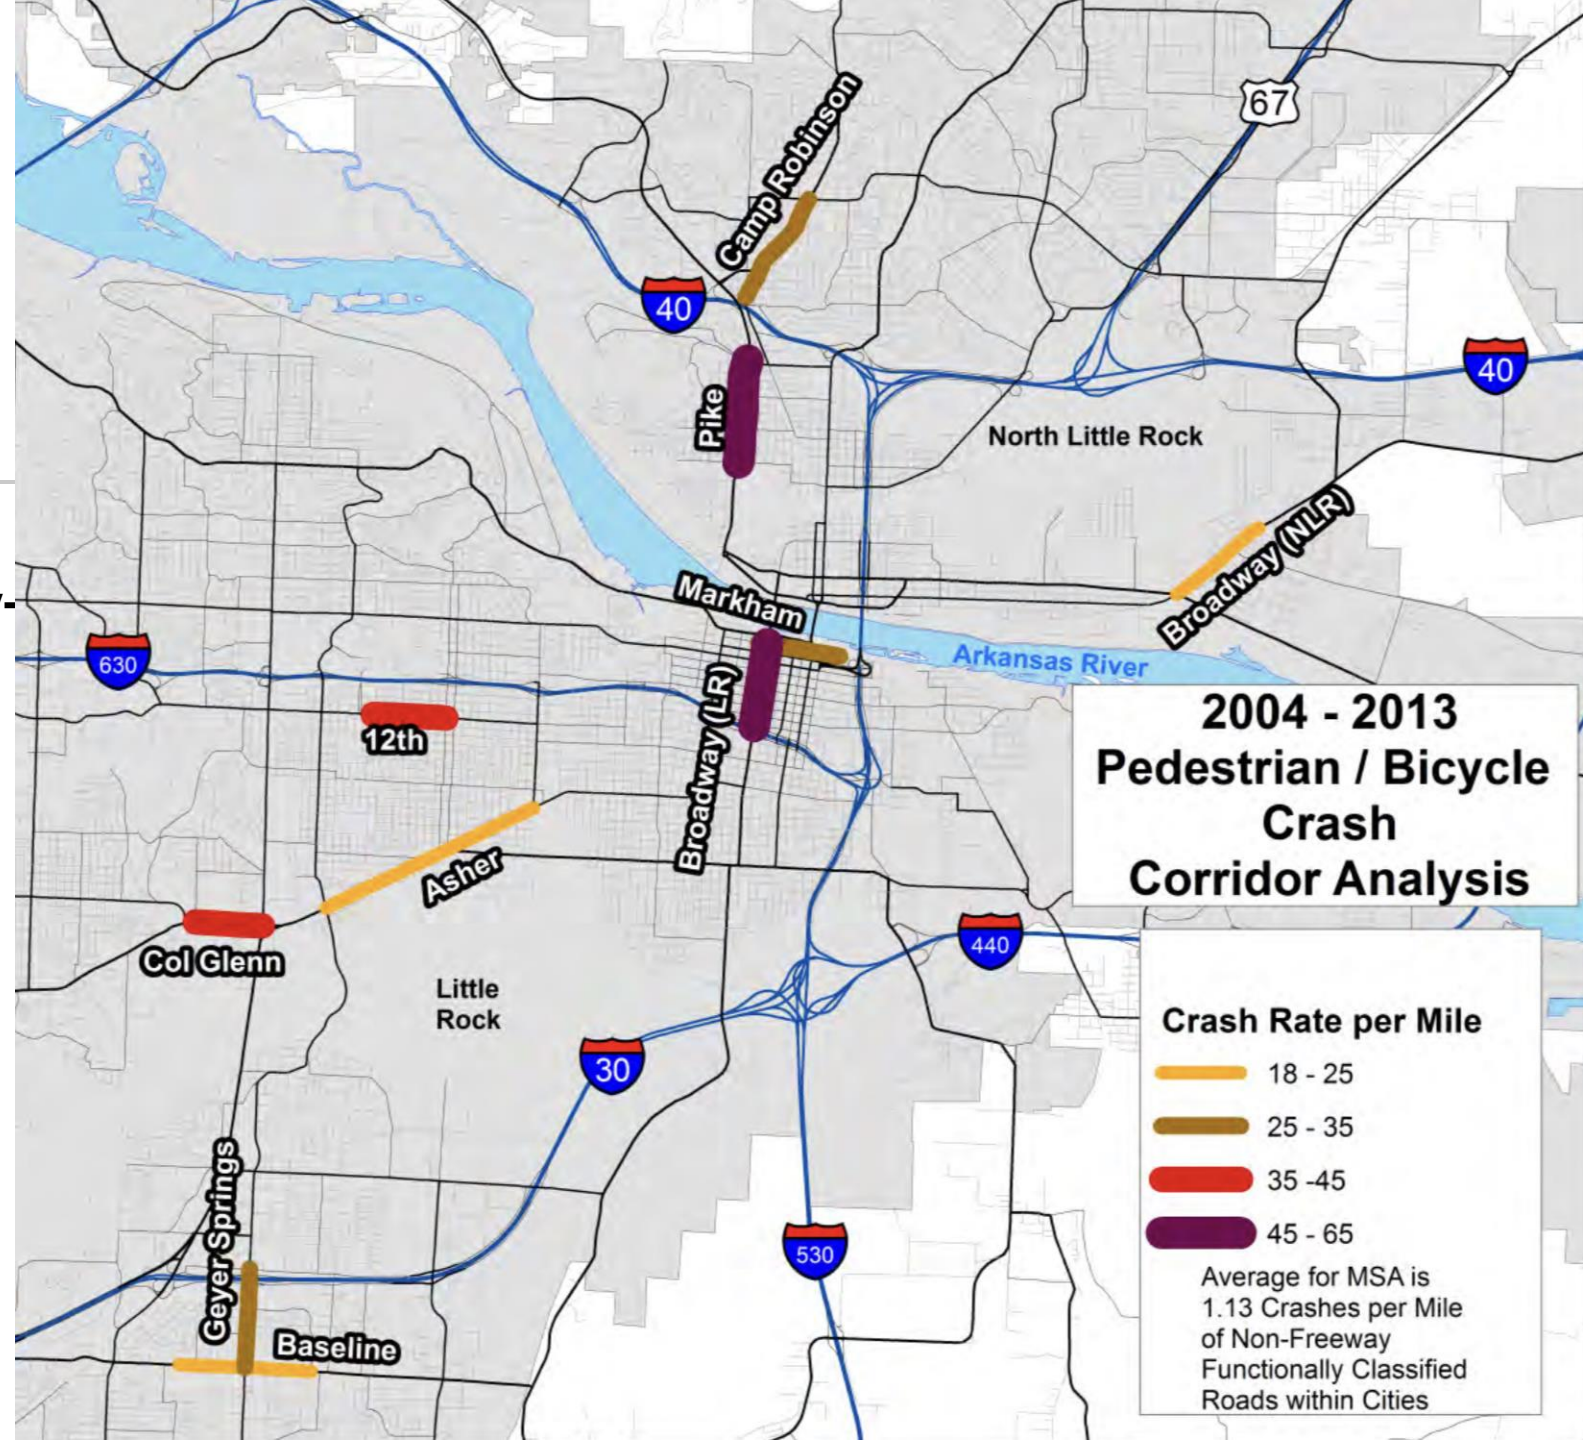 67
Camp Robinson
40
40
Pike
North Little Rock
Broadway (NLR)
Markham
Arkansas River
630
12th
Broadway (LR)
2004 - 2013
Pedestrian / Bicycle
Crash
Corridor Analysis
Asher
Col Glenn
440
Little
Rock
30
Crash Rate per Mile
18 - 25
25 - 35
35 -45
45 - 65
Average for MSA is
1.13 Crashes per Mile
of Non-Freeway
Functionally Classified
Roads within Cities
Geyer Springs
530
Baseline